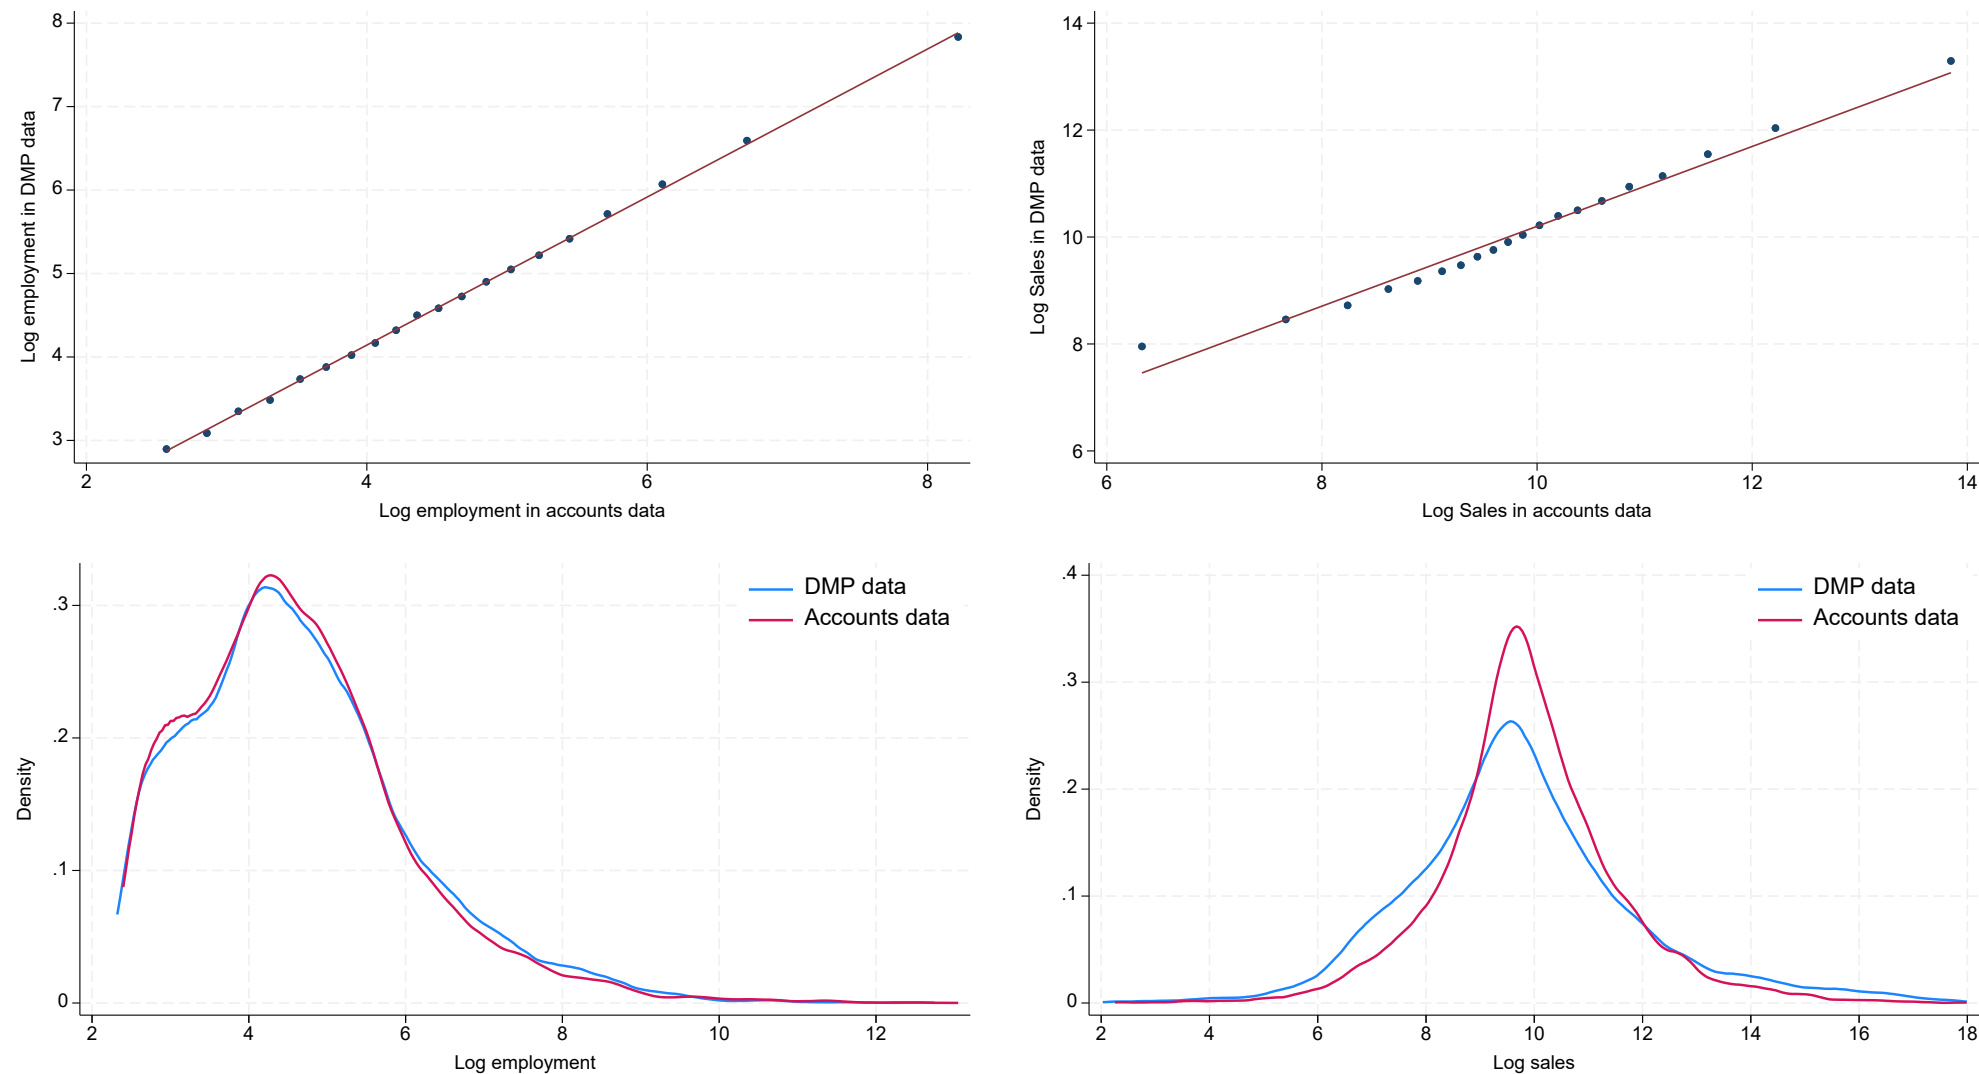 8
7
6
5
4
3
Log employment in DMP data
2 4 6 8
Log employment in accounts data
14
12
10
8
6
Log Sales in DMP data
6 8 10 12 14
Log Sales in accounts data
DMP data
Accounts data
.3
.2
.1
0
Density
2 4 6 8 10 12
Log employment
DMP data
Accounts data
.4
.3
.2
.1
0
Density
2 4 6 8 10 12 14 16 18
Log sales